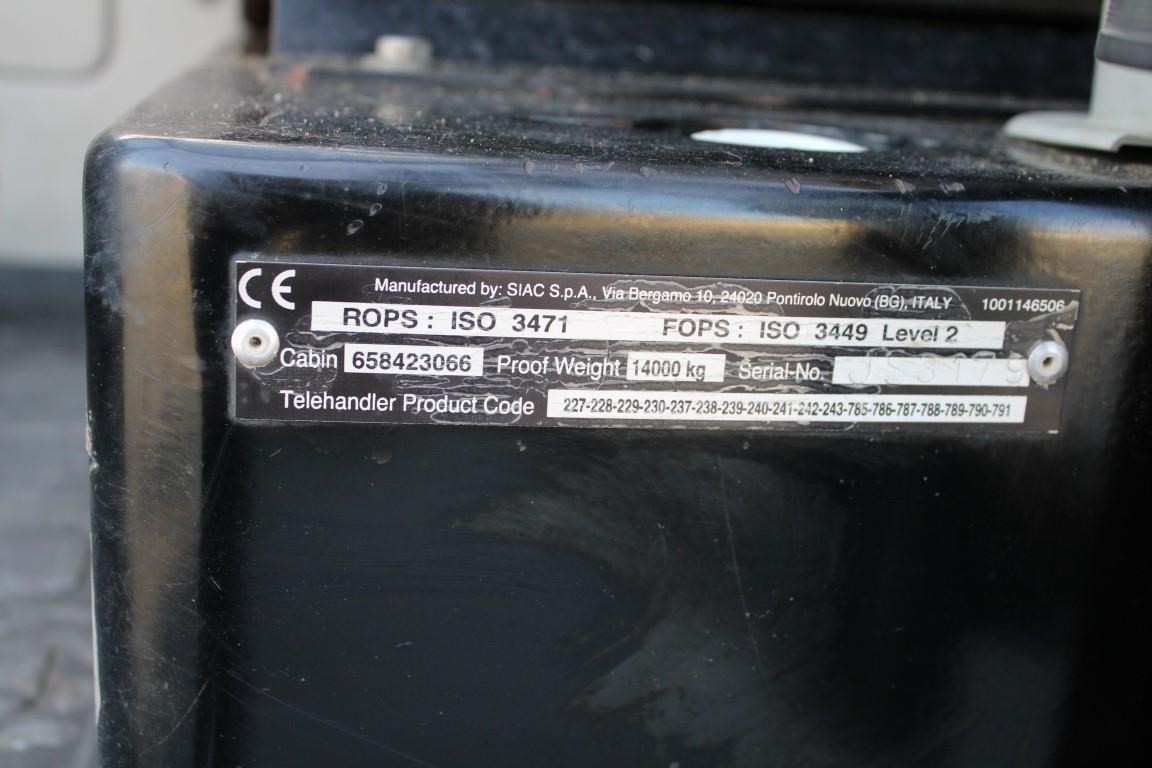 CE Manufactured by: SIAC S.p.A., Via Bergamo 10, 24020 Pontirolo Nuovo (BG), ITALY 1001146506
ROPS : ISO 3471 FOPS : ISO 3449 Level 2
Cabin 658423066 Proof Weight 14000 kg Serial-No.
Telehandler Product Code 227-228-229-230-237-238-239-240-241-242-243-785-786-787-788-789-790-791